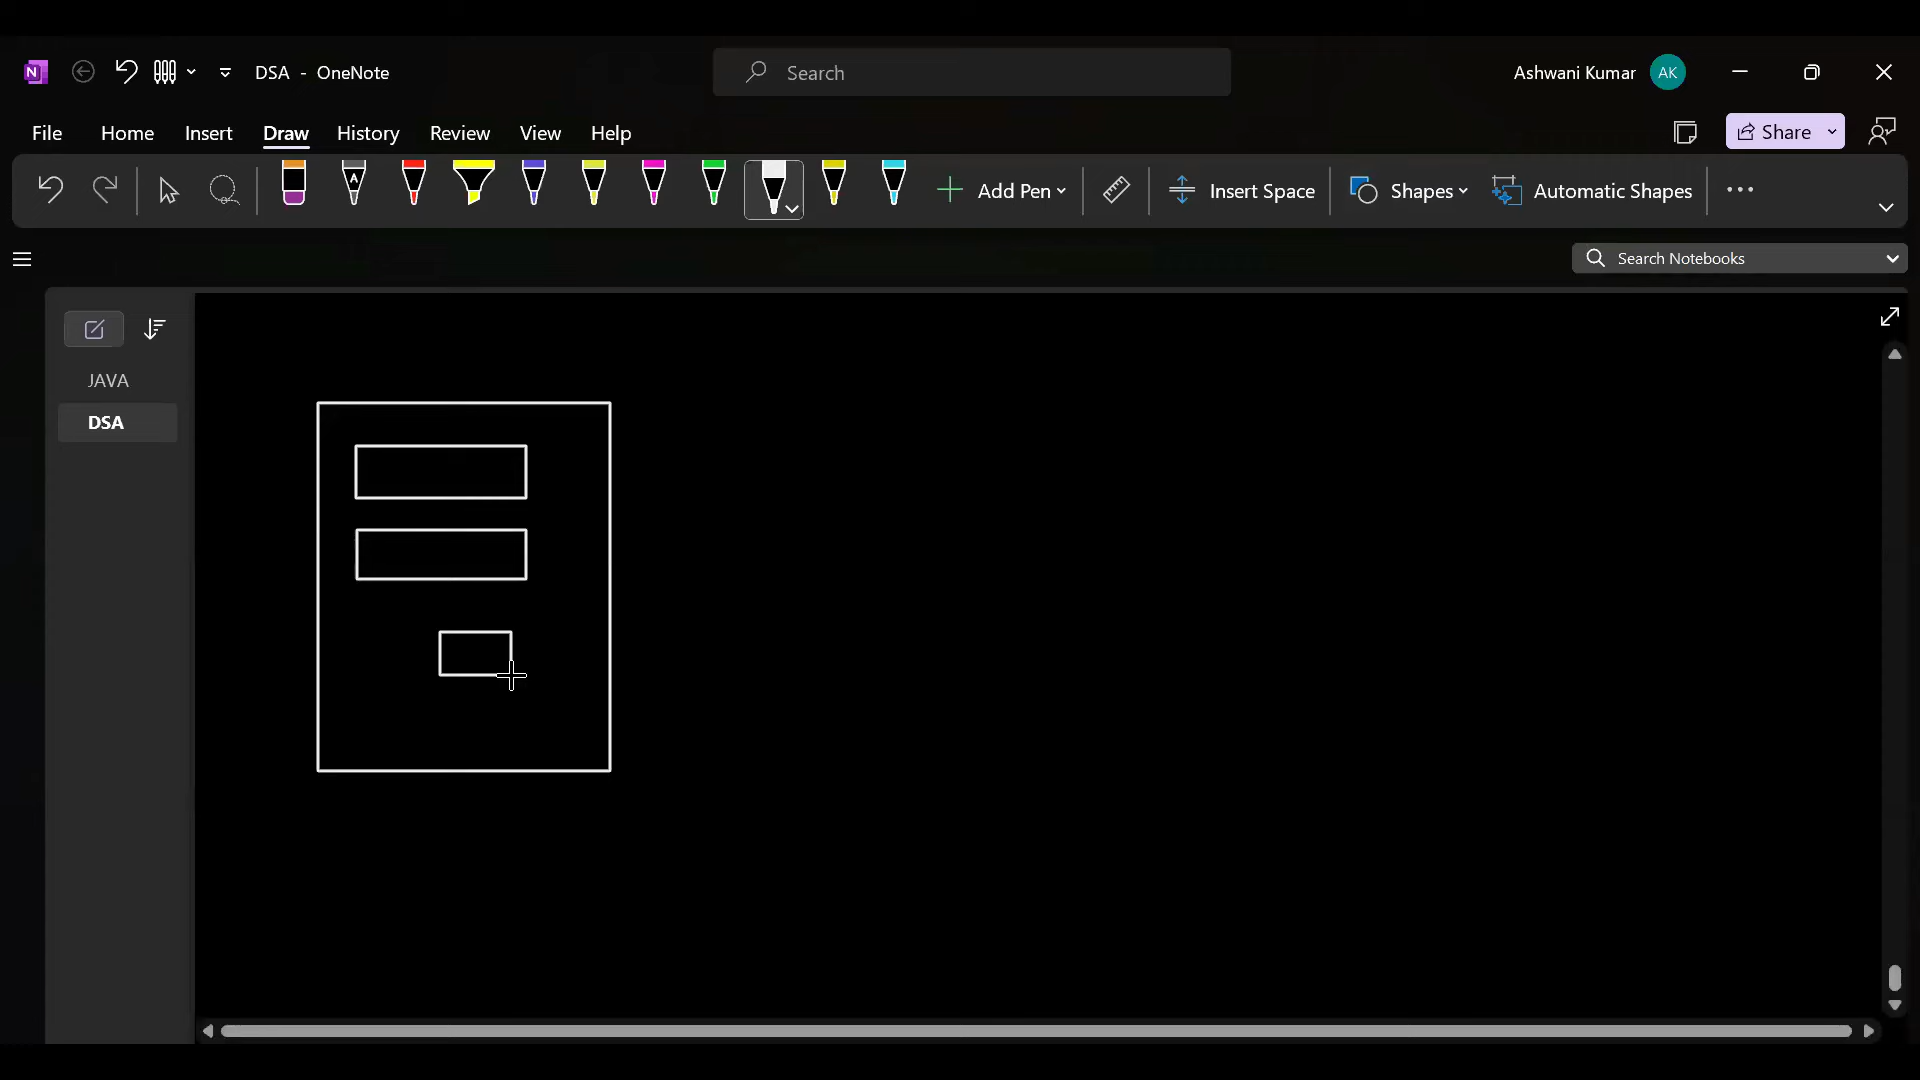 N
DSA - OneNote
Search
Ashwani Kumar AK
File Home Insert Draw History Review View Help
Share
A
Add Pen
Insert Space
Shapes
Automatic Shapes
Search Notebooks
JAVA
DSA